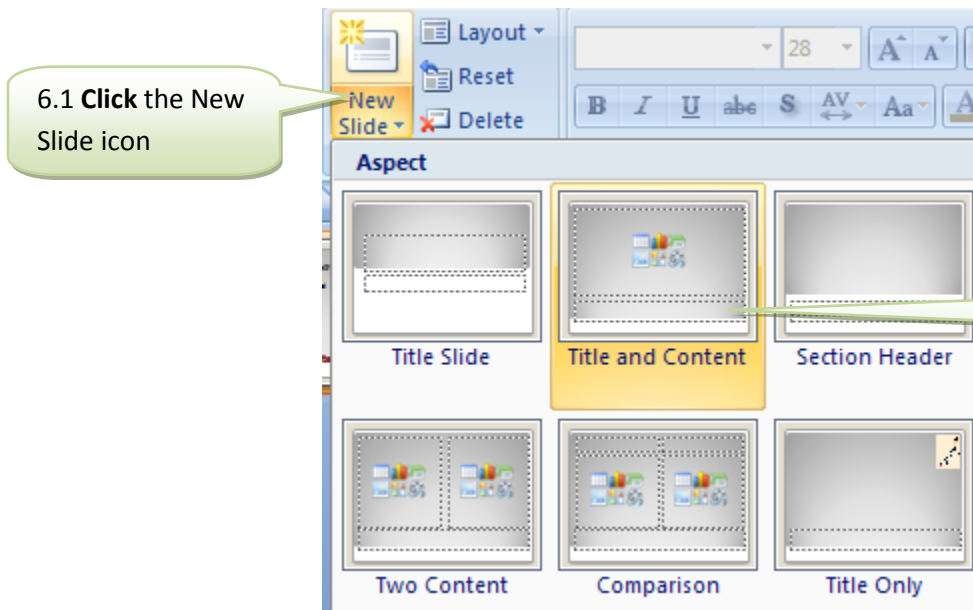 6.1 Click the New
Slide icon
New
Slide
Layout
Reset
Delete
28
A A
B I U abc S AV Aa A
Aspect
Title Slide
Title and Content
Section Header
Two Content
Comparison
Title Only